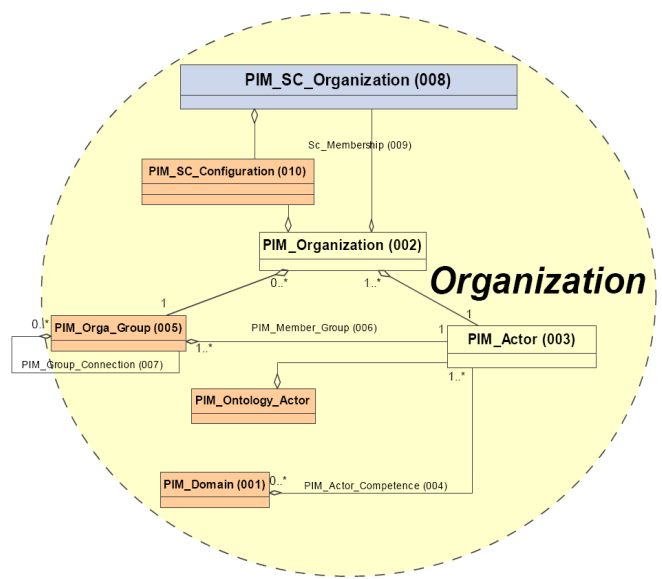 PIM_SC_Organization (008)
Sc_Membership (009)
PIM_SC_Configuration (010)
PIM_Organization (002)
Organization
0..*
1..*
1
1
0..*
PIM_Orga_Group (005)
PIM_Member_Group (006)
1
PIM_Actor (003)
1..*
PIM_Group_Connection (007)
1..*
PIM_Ontology_Actor
PIM_Domain (001)
0..*
PIM_Actor_Competence (004)